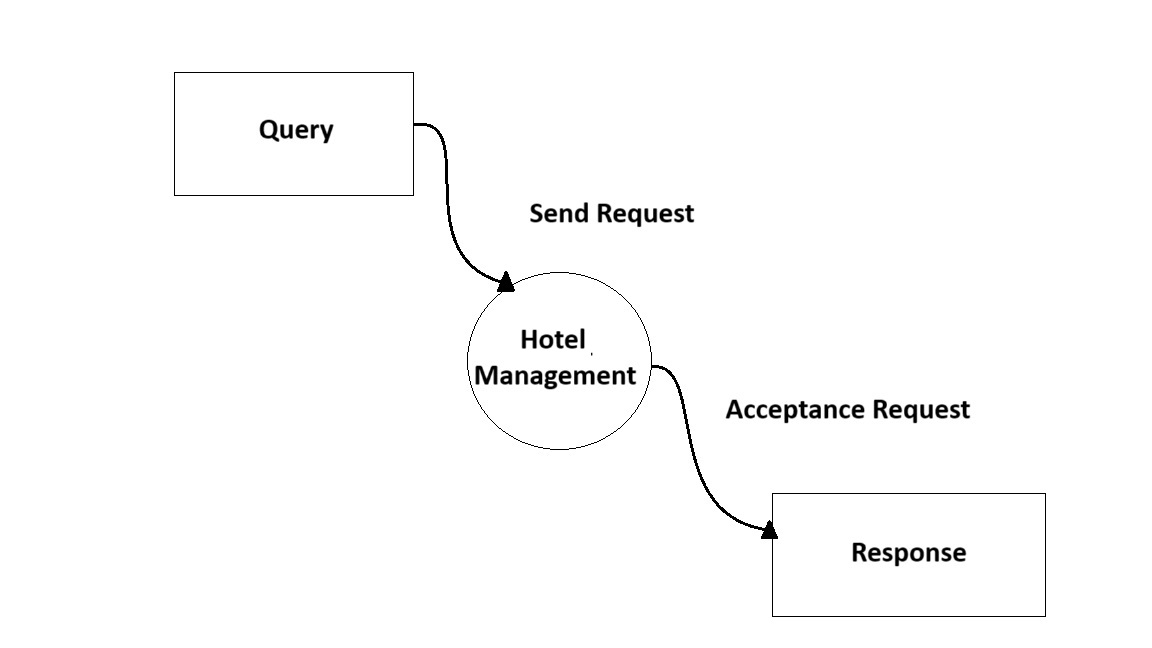 Query
Send Request
Hotel
Management
Acceptance Request
Response